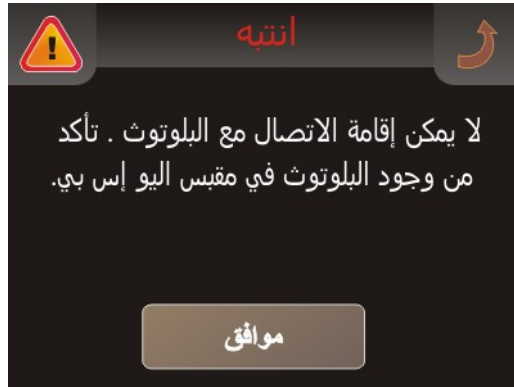 انتبه
لا يمكن إقامة الاتصال مع البلوتوث . تأكد
من وجود البلوتوث في مقبس اليو إس بي.
موافق